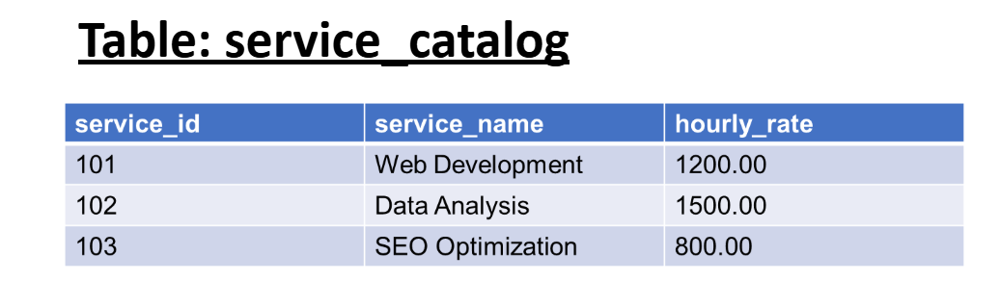 Table: service_catalog
service_id service_name hourly_rate
101 Web Development 1200.00
102 Data Analysis 1500.00
103 SEO Optimization 800.00